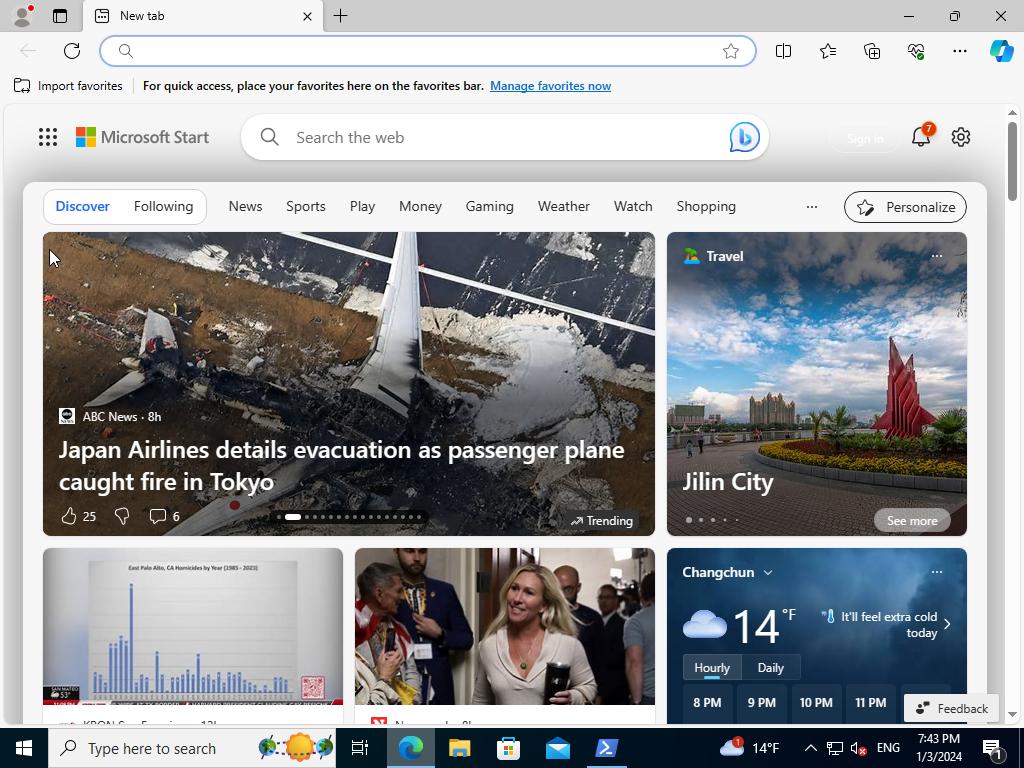 New tab
Import favorites
For quick access, place your favorites here on the favorites bar. Manage favorites now
Microsoft Start
Search the web
Sign in
7
Discover
Following
News
Sports
Play
Money
Gaming
Weather
Watch
Shopping
Personalize
ABC News · 8h
Japan Airlines details evacuation as passenger plane
caught fire in Tokyo
25
6
Trending
Travel
Jilin City
See more
East Palo Alto, CA Homicides by Year (1985 - 2023)
SAN MATEO
53°
Changchun
14 °F
It'll feel extra cold
today
Hourly
Daily
8 PM
9 PM
10 PM
11 PM
Feedback
Type here to search
1
14°F
ENG
7:43 PM
1/3/2024
1